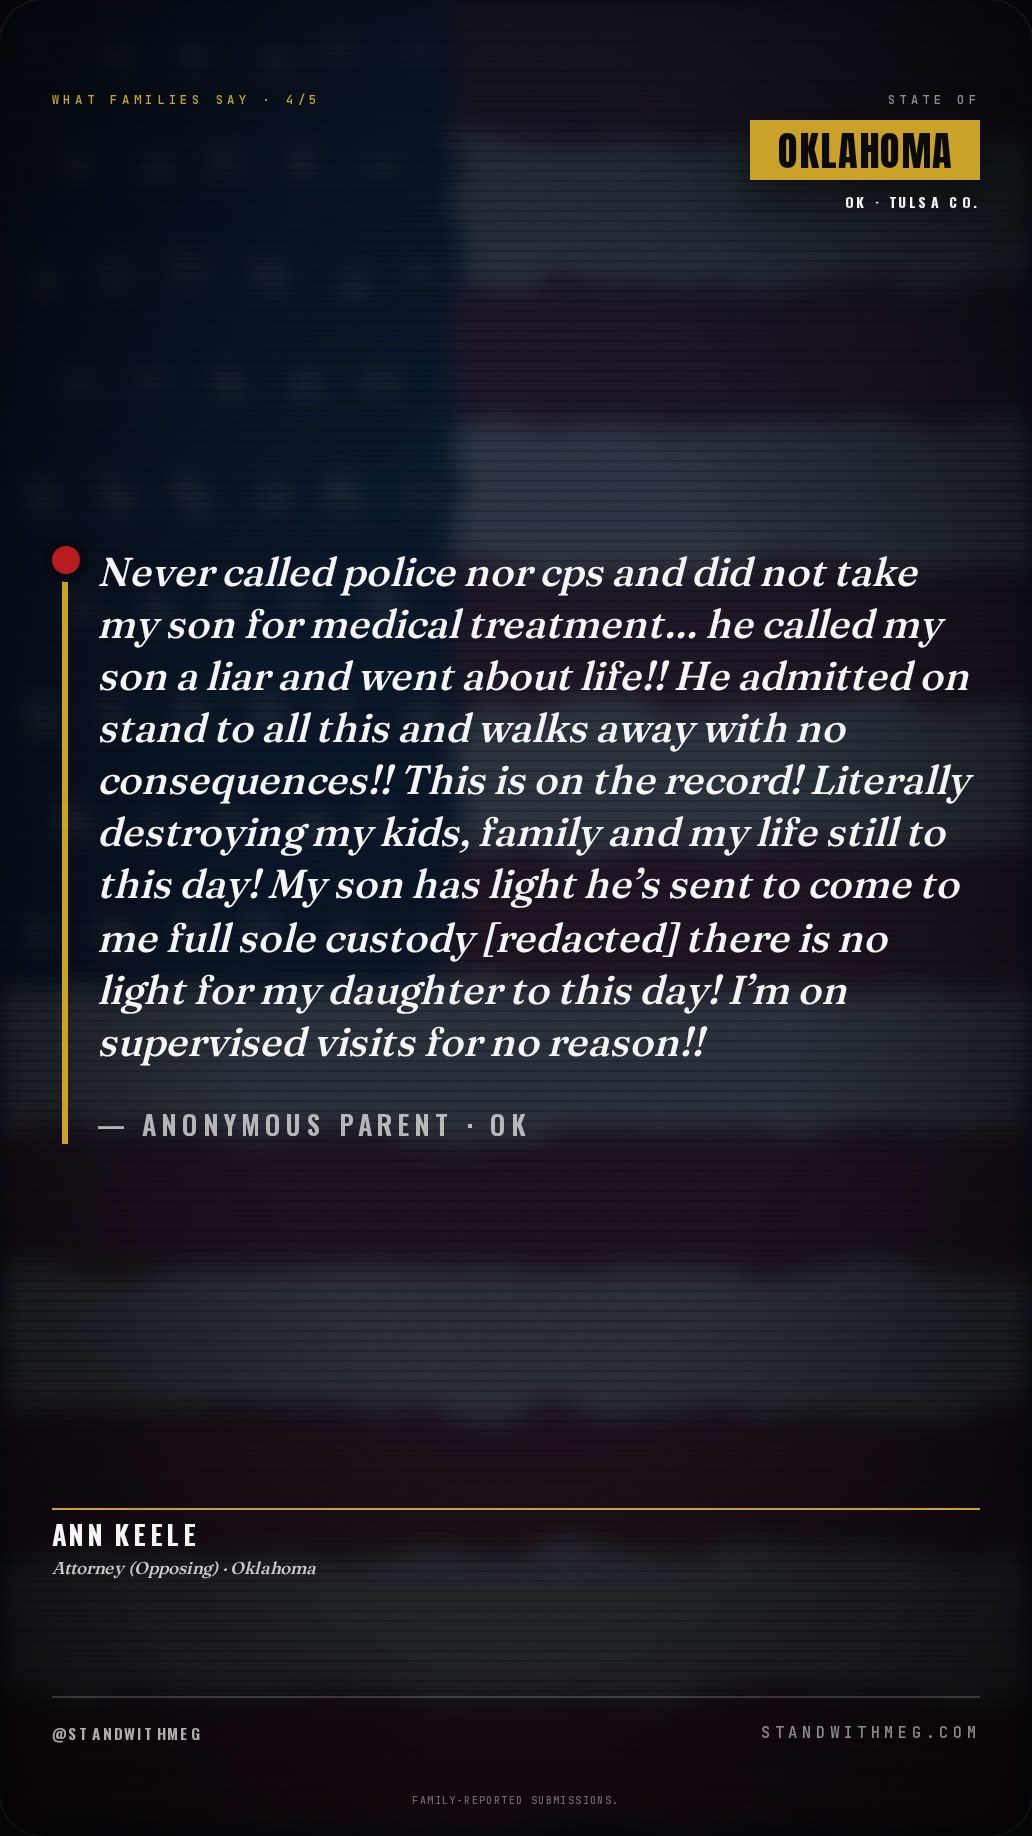 WHAT FAMILIES SAY · 4/5
STATE OF
OKLAHOMA
OK · TULSA CO.
Never called police nor cps and did not take
my son for medical treatment... he called my
son a liar and went about life!! He admitted on
stand to all this and walks away with no
consequences!! This is on the record! Literally
destroying my kids, family and my life still to
this day! My son has light he’s sent to come to
me full sole custody [redacted] there is no
light for my daughter to this day! I’m on
supervised visits for no reason!!
— ANONYMOUS PARENT · OK
ANN KEELE
Attorney (Opposing) · Oklahoma
@STANDWITHMEG
STANDWITHMEG.COM
FAMILY-REPORTED SUBMISSIONS.